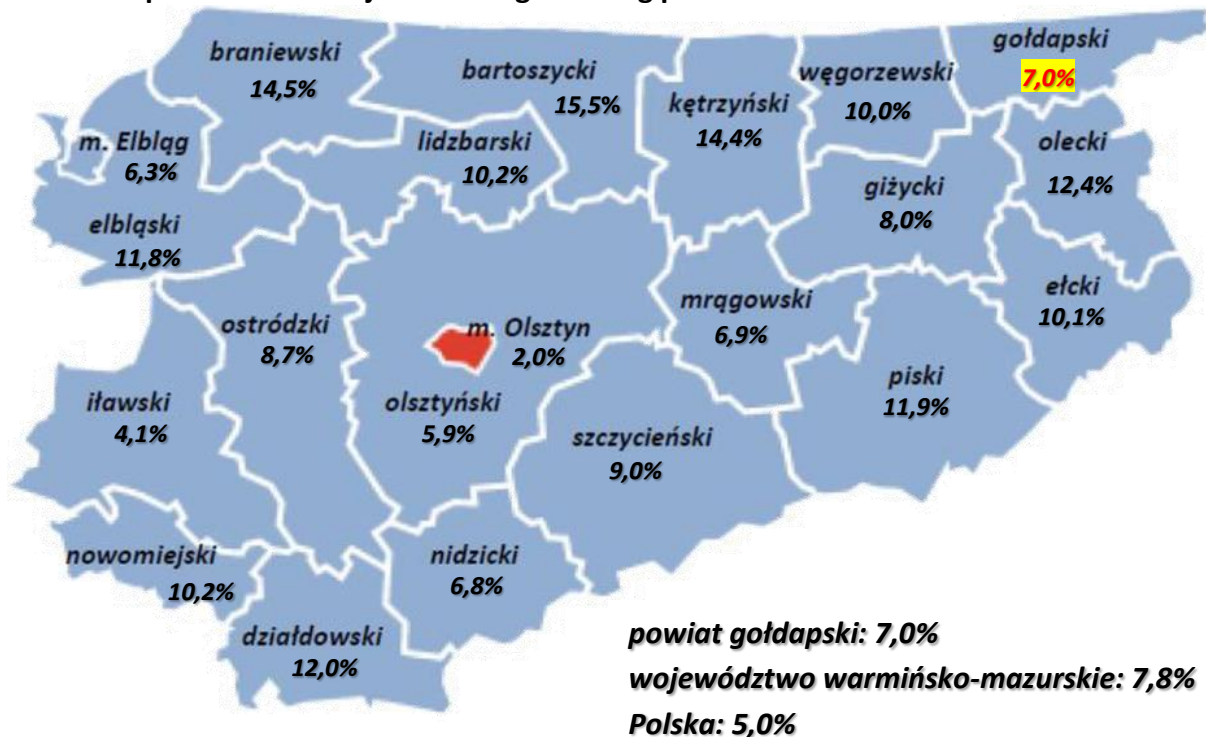 braniewski
14,5%
bartoszycki
15,5%
kętrzyński
14,4%
węgorzewski
10,0%
gołdapski
7,0%
m. Elbląg
6,3%
lidzbarski
10,2%
olecki
12,4%
giżycki
8,0%
elbląski
11,8%
ełcki
10,1%
mrągowski
6,9%
ostródzki
8,7%
m. Olsztyn
2,0%
piski
11,9%
iławski
4,1%
olsztyński
5,9%
szczycieński
9,0%
nowomiejski
10,2%
nidzicki
6,8%
działdowski
12,0%
powiat gołdapski: 7,0%
województwo warmińsko-mazurskie: 7,8%
Polska: 5,0%